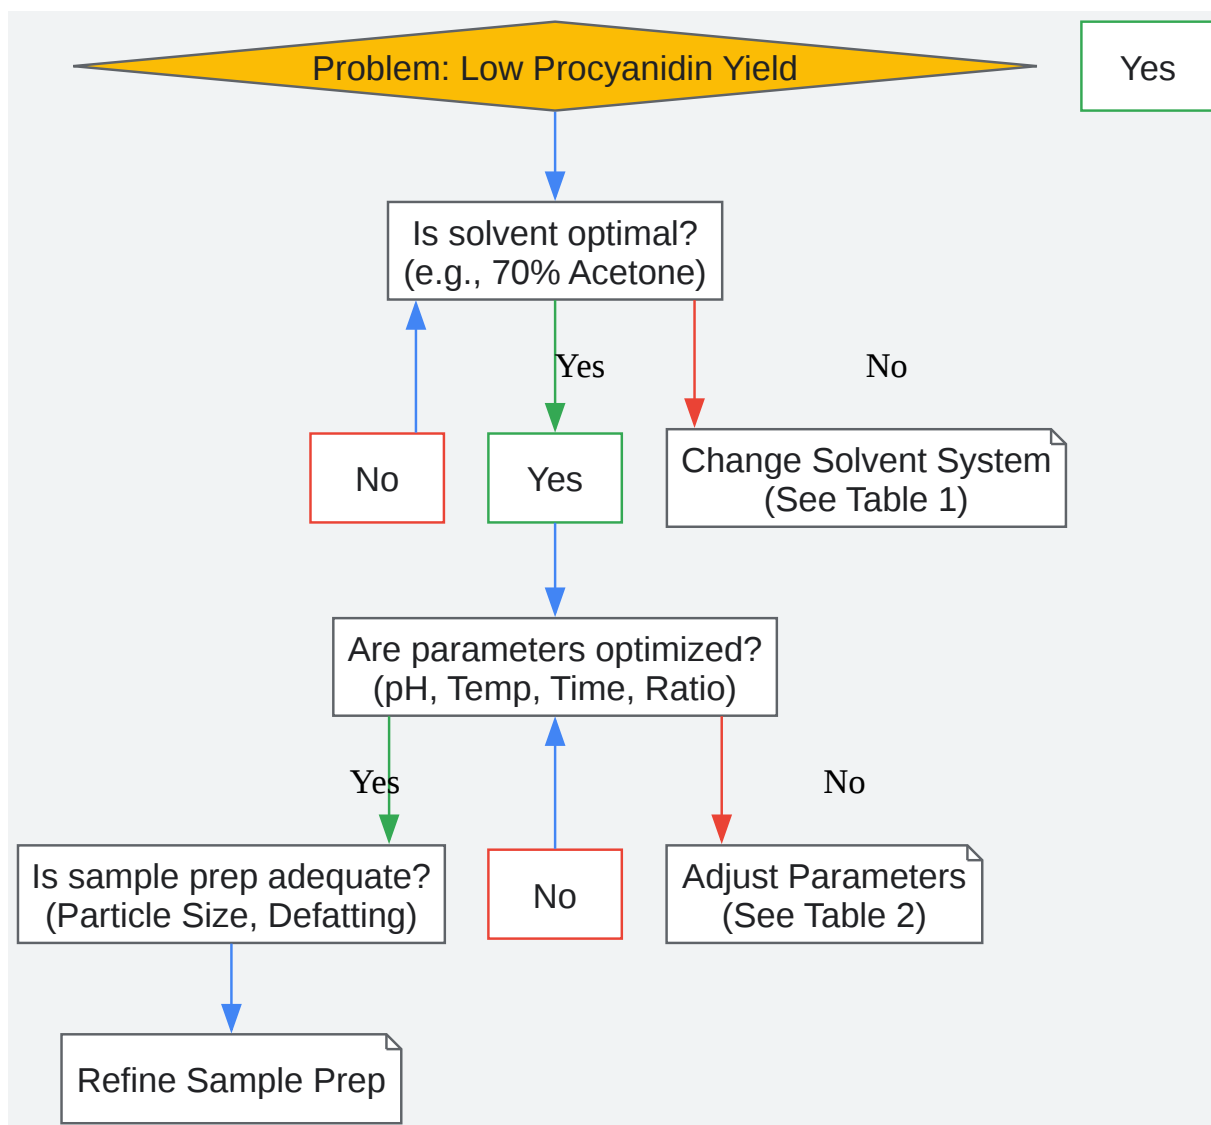 Problem: Low Procyanidin Yield
Yes
Is solvent optimal?
(e.g., 70% Acetone)
Yes
No
No
Yes
Change Solvent System
(See Table 1)
Are parameters optimized?
(pH, Temp, Time, Ratio)
Yes
No
Is sample prep adequate?
(Particle Size, Defatting)
No
Adjust Parameters
(See Table 2)
Refine Sample Prep